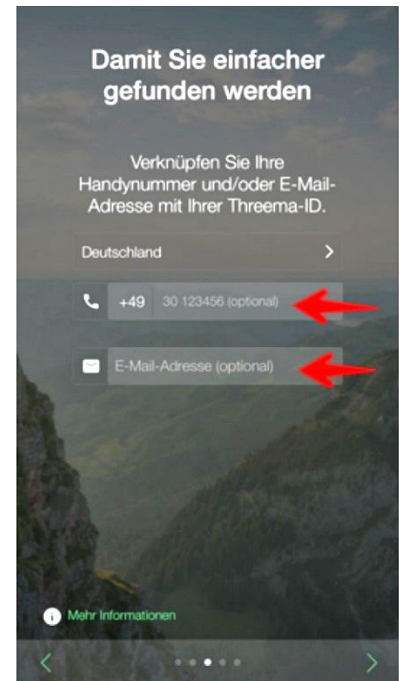 Damit Sie einfacher
gefunden werden
Verknüpfen Sie Ihre
Handynummer und/oder E-Mail-
Adresse mit Ihrer Threema-ID.
Deutschland
+49 30 123456 (optional)
E-Mail-Adresse (optional)
Mehr Informationen